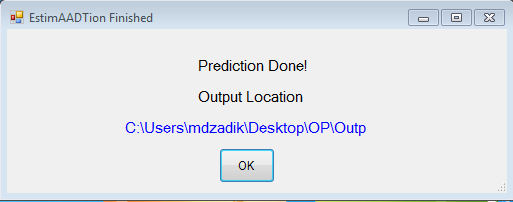 EstimAADTion Finished
Prediction Done!
Output Location
C:\Users\mdzadik\Desktop\OP\Outp
OK